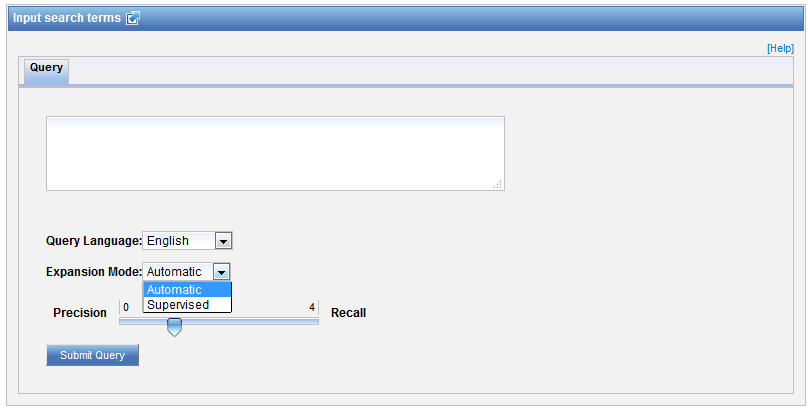 Input search terms
[Help]
Query
Query Language: English
Expansion Mode: Automatic
Automatic
Supervised
Precision 0 4 Recall
Submit Query